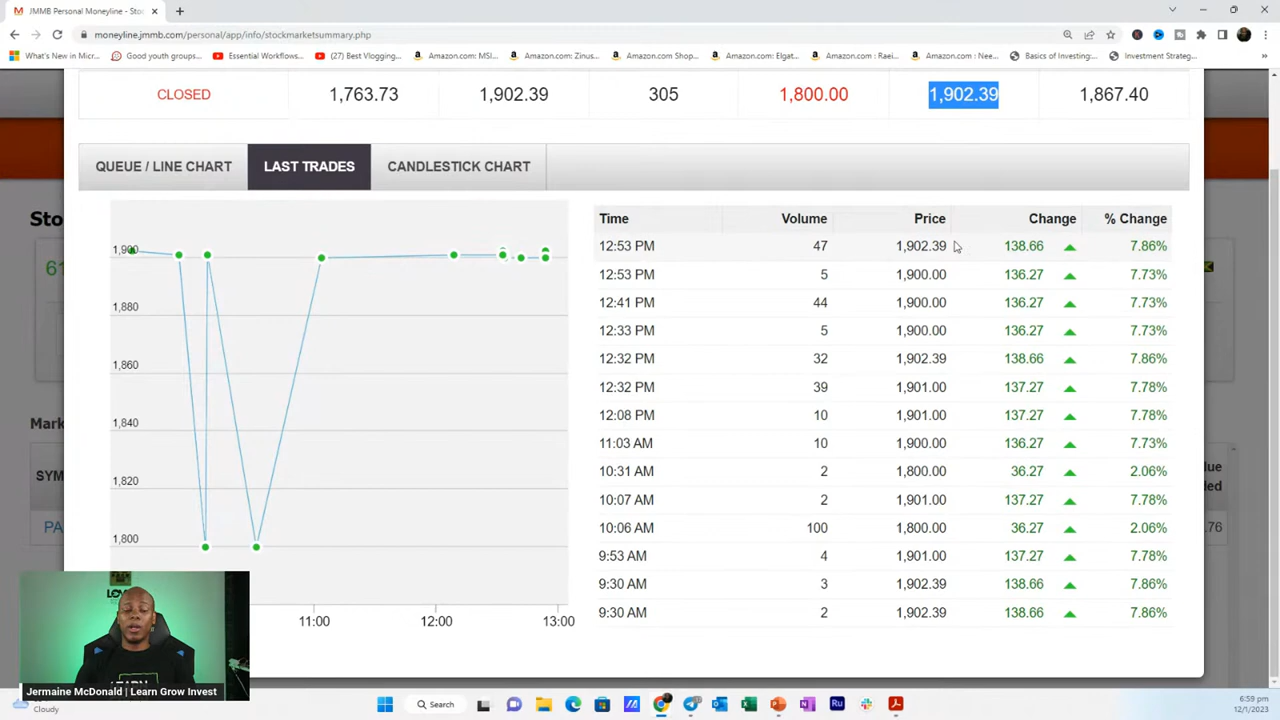 JMMB Personal Moneyline - Sto
moneyline.jmmb.com/personal/app/info/stockmarketsummary.php
What's New in Micro... Good youth groups... Essential Workflows... (27) Best Vlogging... Amazon.com: MSI... Amazon.com: Zinus... Amazon.com Shop... Amazon.com: Elgat... Amazon.com : Raei... Amazon.com : Nee... Basics of Investing:... Investment Strateg...
CLOSED 1,763.73 1,902.39 305 1,800.00 1,902.39 1,867.40
QUEUE / LINE CHART LAST TRADES CANDLESTICK CHART
Sto
61
Mark
SYM
PA
lue
ded
.76
1,900
1,880
1,860
1,840
1,820
1,800
11:00 12:00 13:00
Time Volume Price Change % Change
12:53 PM 47 1,902.39 138.66 7.86%
12:53 PM 5 1,900.00 136.27 7.73%
12:41 PM 44 1,900.00 136.27 7.73%
12:33 PM 5 1,900.00 136.27 7.73%
12:32 PM 32 1,902.39 138.66 7.86%
12:32 PM 39 1,901.00 137.27 7.78%
12:08 PM 10 1,901.00 137.27 7.78%
11:03 AM 10 1,900.00 136.27 7.73%
10:31 AM 2 1,800.00 36.27 2.06%
10:07 AM 2 1,901.00 137.27 7.78%
10:06 AM 100 1,800.00 36.27 2.06%
9:53 AM 4 1,901.00 137.27 7.78%
9:30 AM 3 1,902.39 138.66 7.86%
9:30 AM 2 1,902.39 138.66 7.86%
Jermaine McDonald | Learn Grow Invest
Cloudy
Search
Ru
6:59 pm
12/1/2023